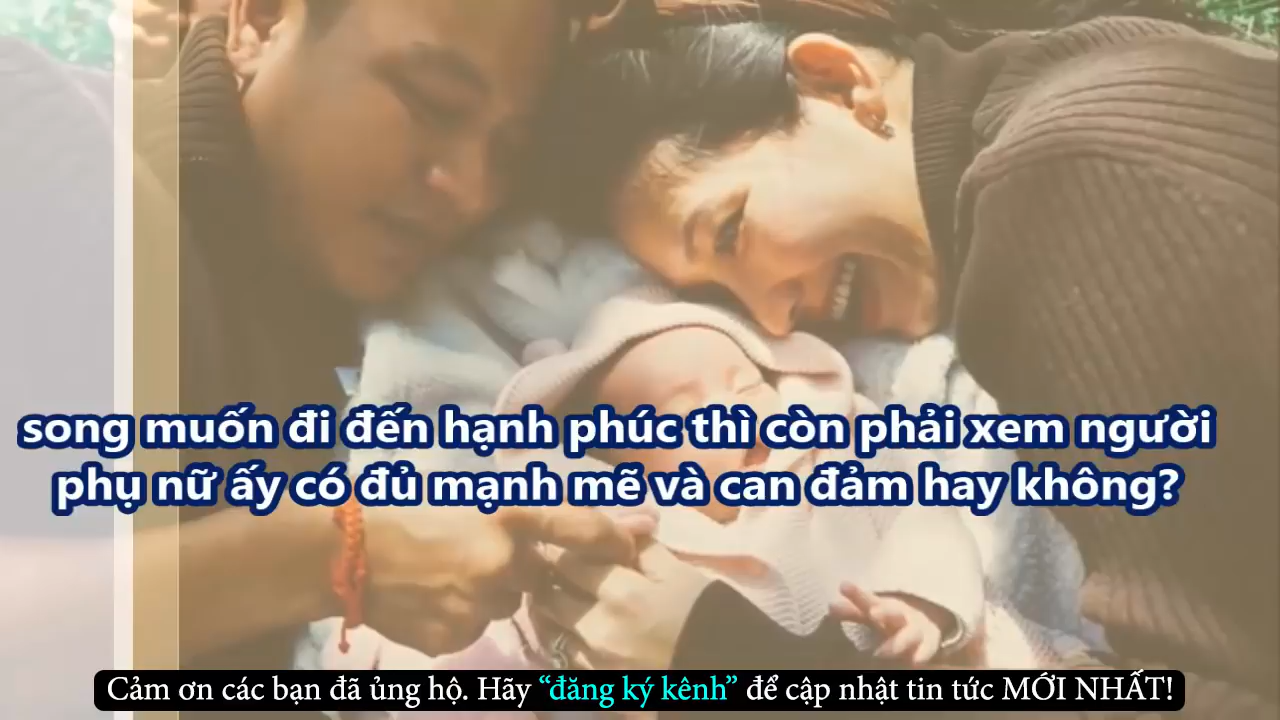 song muốn đi đến hạnh phúc thì còn phải xem người
phụ nữ ấy có đủ mạnh mẽ và can đảm hay không?
Cảm ơn các bạn đã ủng hộ. Hãy “đăng ký kênh” để cập nhật tin tức MỚI NHẤT!